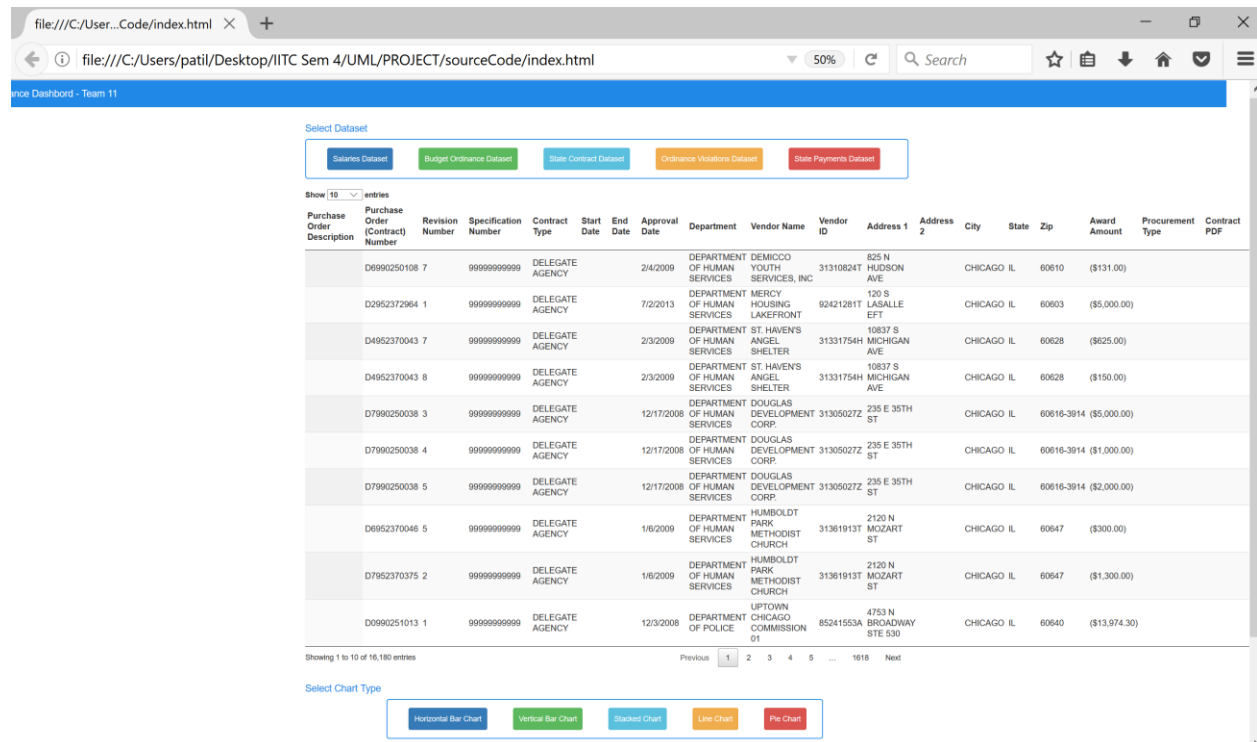 file:///C:/User...Code/index.html
file:///C:/Users/patil/Desktop/IITC Sem 4/UML/PROJECT/sourceCode/index.html
50%
Search
ince Dashbord - Team 11
Select Dataset
Salaries Dataset Budget Ordinance Dataset State Contract Dataset Ordinance Violations Dataset State Payments Dataset
Show 10 entries
Purchase Order Description Purchase Order (Contract) Number Revision Number Specification Number Contract Type Start Date End Date Approval Date Department Vendor Name Vendor ID Address 1 Address 2 City State Zip Award Amount Procurement Type Contract PDF
D6990250108 7 99999999999 DELEGATE AGENCY 2/4/2009 DEPARTMENT OF HUMAN SERVICES DEMICCO YOUTH SERVICES, INC 31310824T 825 N HUDSON AVE CHICAGO IL 60610 ($131.00)
D2952372964 1 99999999999 DELEGATE AGENCY 7/2/2013 DEPARTMENT OF HUMAN SERVICES MERCY HOUSING LAKEFRONT 92421281T 120 S LASALLE EFT CHICAGO IL 60603 ($5,000.00)
D4952370043 7 99999999999 DELEGATE AGENCY 2/3/2009 DEPARTMENT OF HUMAN SERVICES ST. HAVEN'S ANGEL SHELTER 31331754H 10837 S MICHIGAN AVE CHICAGO IL 60628 ($625.00)
D4952370043 8 99999999999 DELEGATE AGENCY 2/3/2009 DEPARTMENT OF HUMAN SERVICES ST. HAVEN'S ANGEL SHELTER 31331754H 10837 S MICHIGAN AVE CHICAGO IL 60628 ($150.00)
D7990250038 3 99999999999 DELEGATE AGENCY 12/17/2008 DEPARTMENT OF HUMAN SERVICES DOUGLAS DEVELOPMENT CORP. 31305027Z 235 E 35TH ST CHICAGO IL 60616-3914 ($5,000.00)
D7990250038 4 99999999999 DELEGATE AGENCY 12/17/2008 DEPARTMENT OF HUMAN SERVICES DOUGLAS DEVELOPMENT CORP. 31305027Z 235 E 35TH ST CHICAGO IL 60616-3914 ($1,000.00)
D7990250038 5 99999999999 DELEGATE AGENCY 12/17/2008 DEPARTMENT OF HUMAN SERVICES DOUGLAS DEVELOPMENT CORP. 31305027Z 235 E 35TH ST CHICAGO IL 60616-3914 ($2,000.00)
D6952370046 5 99999999999 DELEGATE AGENCY 1/6/2009 DEPARTMENT OF HUMAN SERVICES HUMBOLDT PARK METHODIST CHURCH 31361913T 2120 N MOZART ST CHICAGO IL 60647 ($300.00)
D7952370375 2 99999999999 DELEGATE AGENCY 1/6/2009 DEPARTMENT OF HUMAN SERVICES HUMBOLDT PARK METHODIST CHURCH 31361913T 2120 N MOZART ST CHICAGO IL 60647 ($1,300.00)
D0990251013 1 99999999999 DELEGATE AGENCY 12/3/2008 DEPARTMENT OF POLICE UPTOWN CHICAGO COMMISSION 01 85241553A 4753 N BROADWAY STE 530 CHICAGO IL 60640 ($13,974.30)
Showing 1 to 10 of 16,180 entries Previous 1 2 3 4 5 ... 1618 Next
Select Chart Type
Horizontal Bar Chart Vertical Bar Chart Stacked Chart Line Chart Pie Chart